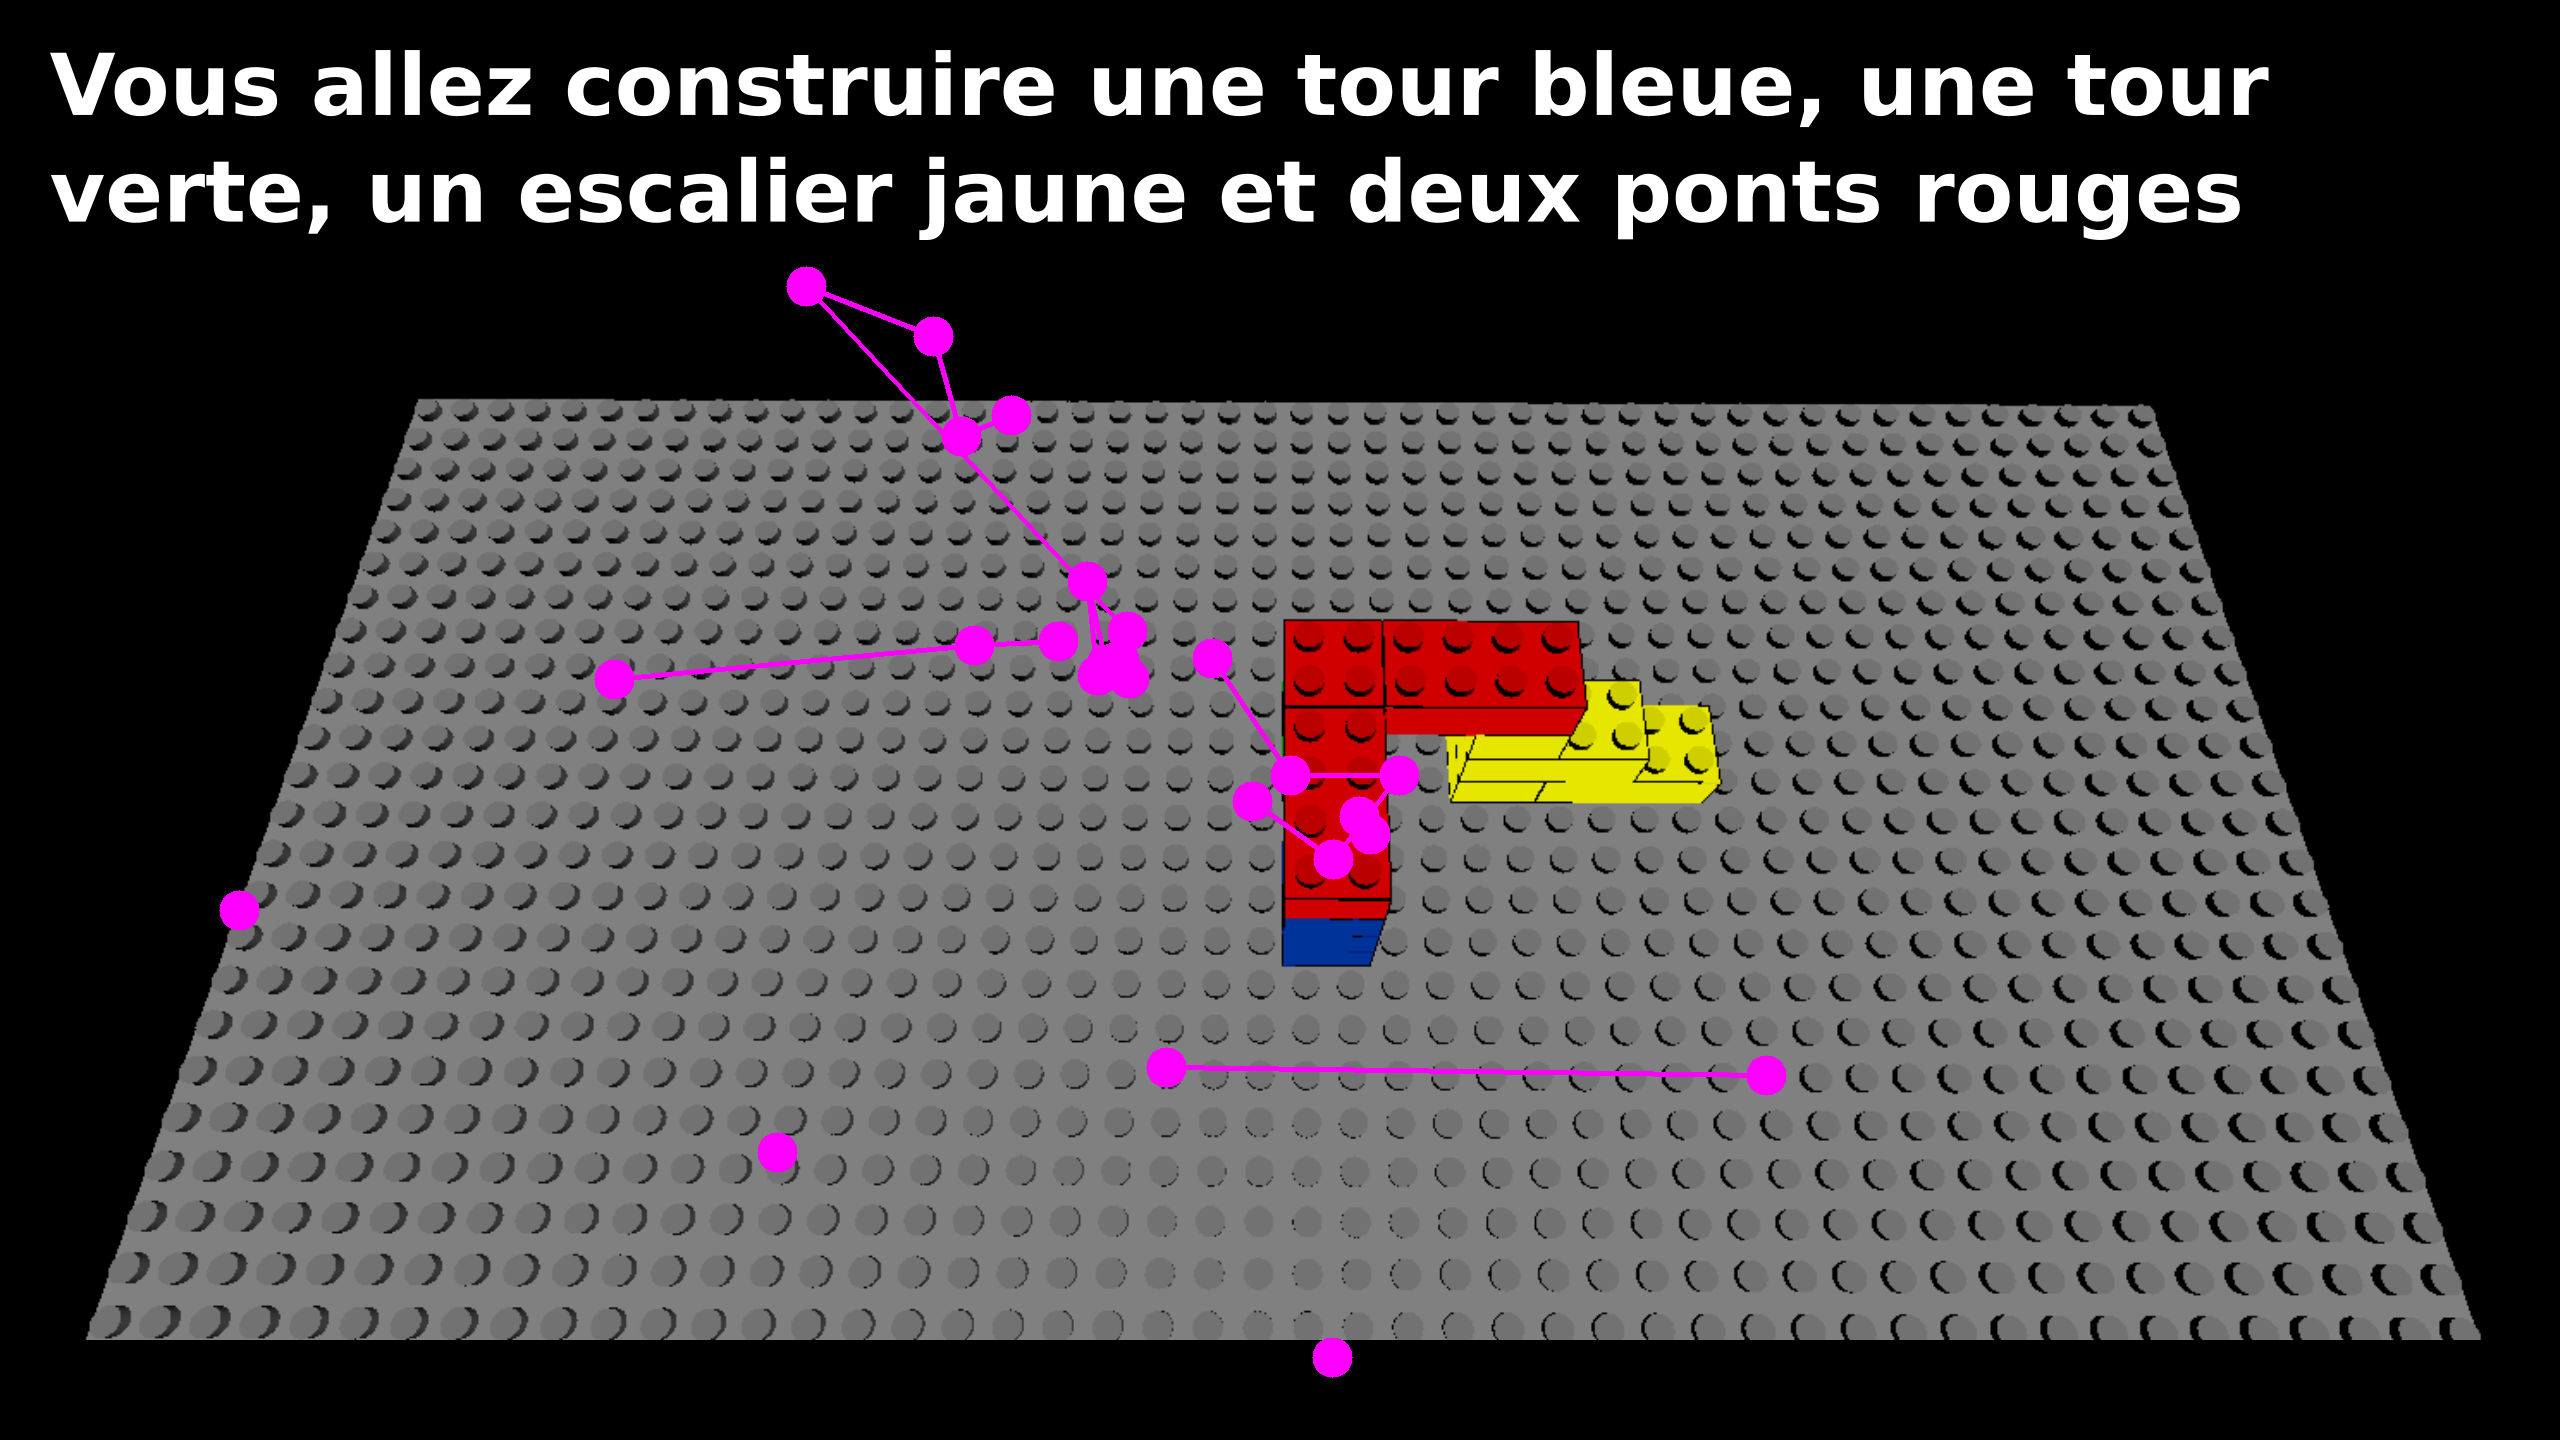 Vous allez construire une tour bleue, une tour
verte, un escalier jaune et deux ponts rouges